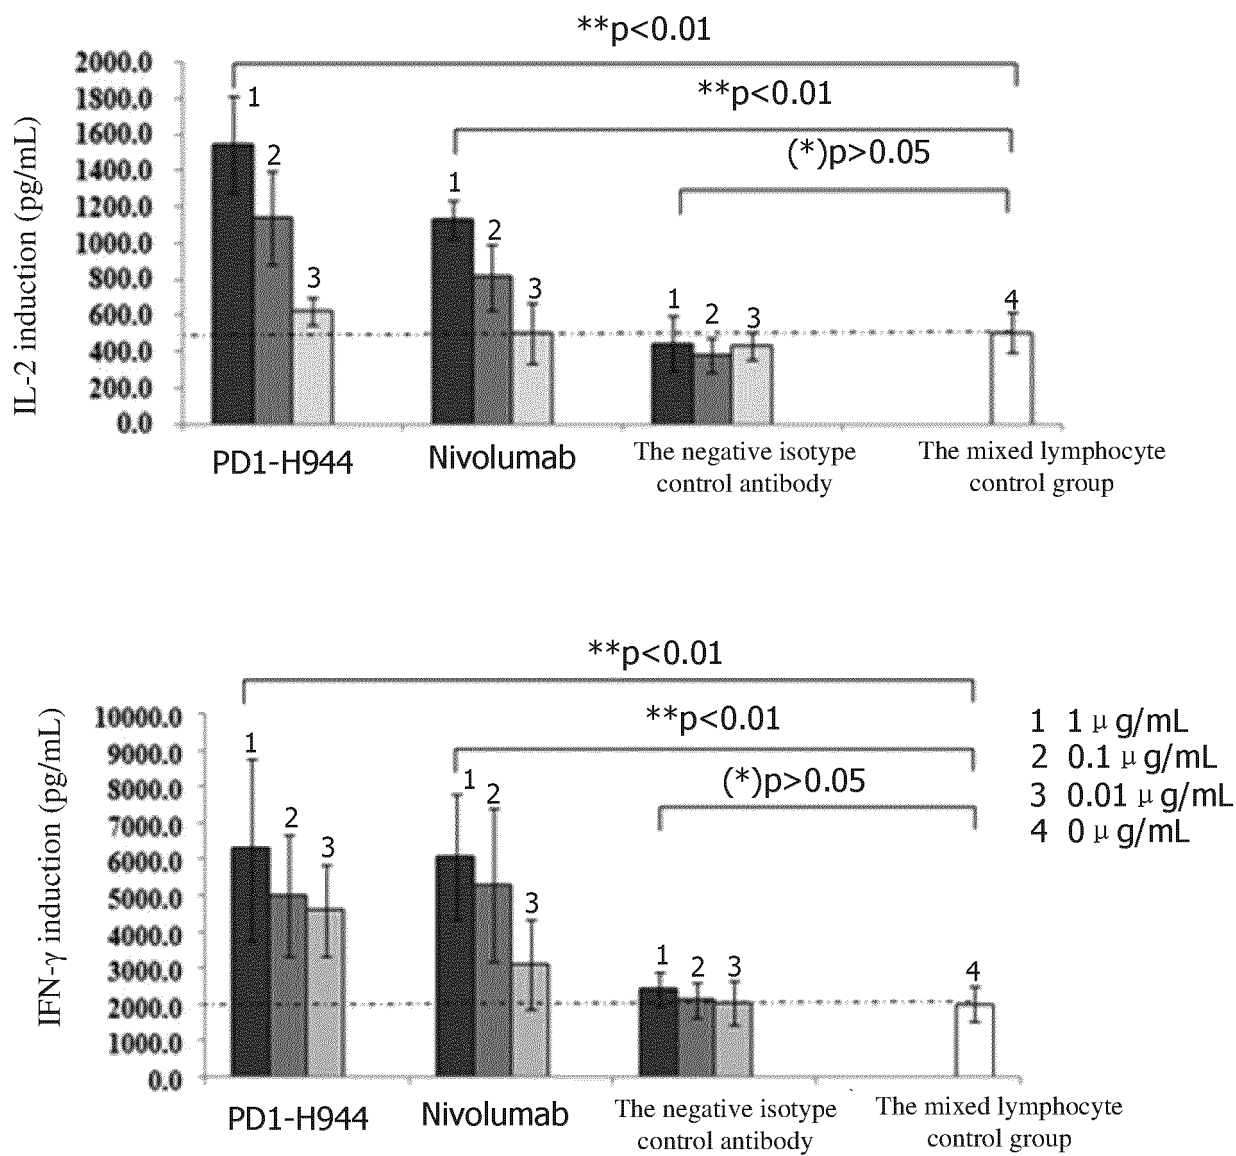 **p<0.01
**p<0.01
(*)p>0.05
IL-2 induction (pg/mL)
2000.0
1800.0
1600.0
1400.0
1200.0
1000.0
800.0
600.0
400.0
200.0
0.0
1
2
3
1
2
3
1
2
3
4
PD1-H944
Nivolumab
The negative isotype
control antibody
The mixed lymphocyte
control group
**p<0.01
**p<0.01
(*)p>0.05
IFN-γ induction (pg/mL)
10000.0
9000.0
8000.0
7000.0
6000.0
5000.0
4000.0
3000.0
2000.0
1000.0
0.0
1
2
3
1
2
3
1
2
3
4
1 1 μg/mL
2 0.1 μg/mL
3 0.01 μg/mL
4 0 μg/mL
PD1-H944
Nivolumab
The negative isotype
control antibody
The mixed lymphocyte
control group